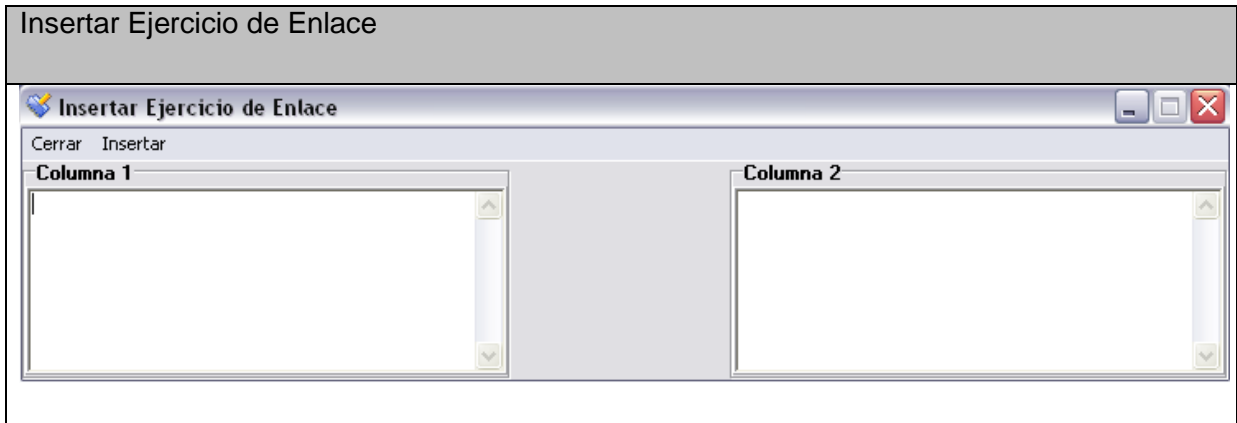 Insertar Ejercicio de Enlace
Insertar Ejercicio de Enlace
Cerrar Insertar
Columna 1
Columna 2